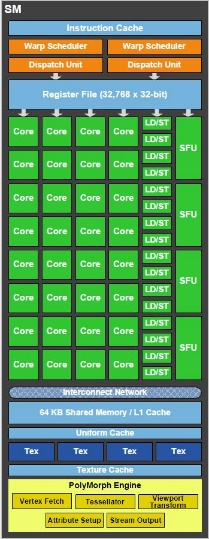 SM
Instruction Cache
Warp Scheduler Warp Scheduler
Dispatch Unit Dispatch Unit
Register File (32,768 x 32-bit)
LD/ST
Core Core Core Core
LD/ST
SFU
LD/ST
Core Core Core Core
LD/ST
LD/ST
Core Core Core Core
LD/ST
SFU
LD/ST
Core Core Core Core
LD/ST
LD/ST
Core Core Core Core
LD/ST
SFU
LD/ST
Core Core Core Core
LD/ST
LD/ST
Core Core Core Core
LD/ST
SFU
LD/ST
Core Core Core Core
LD/ST
Interconnect Network
64 KB Shared Memory / L1 Cache
Uniform Cache
Tex Tex Tex Tex
Texture Cache
PolyMorph Engine
Vertex Fetch Tessellator Viewport
Transform
Attribute Setup Stream Output